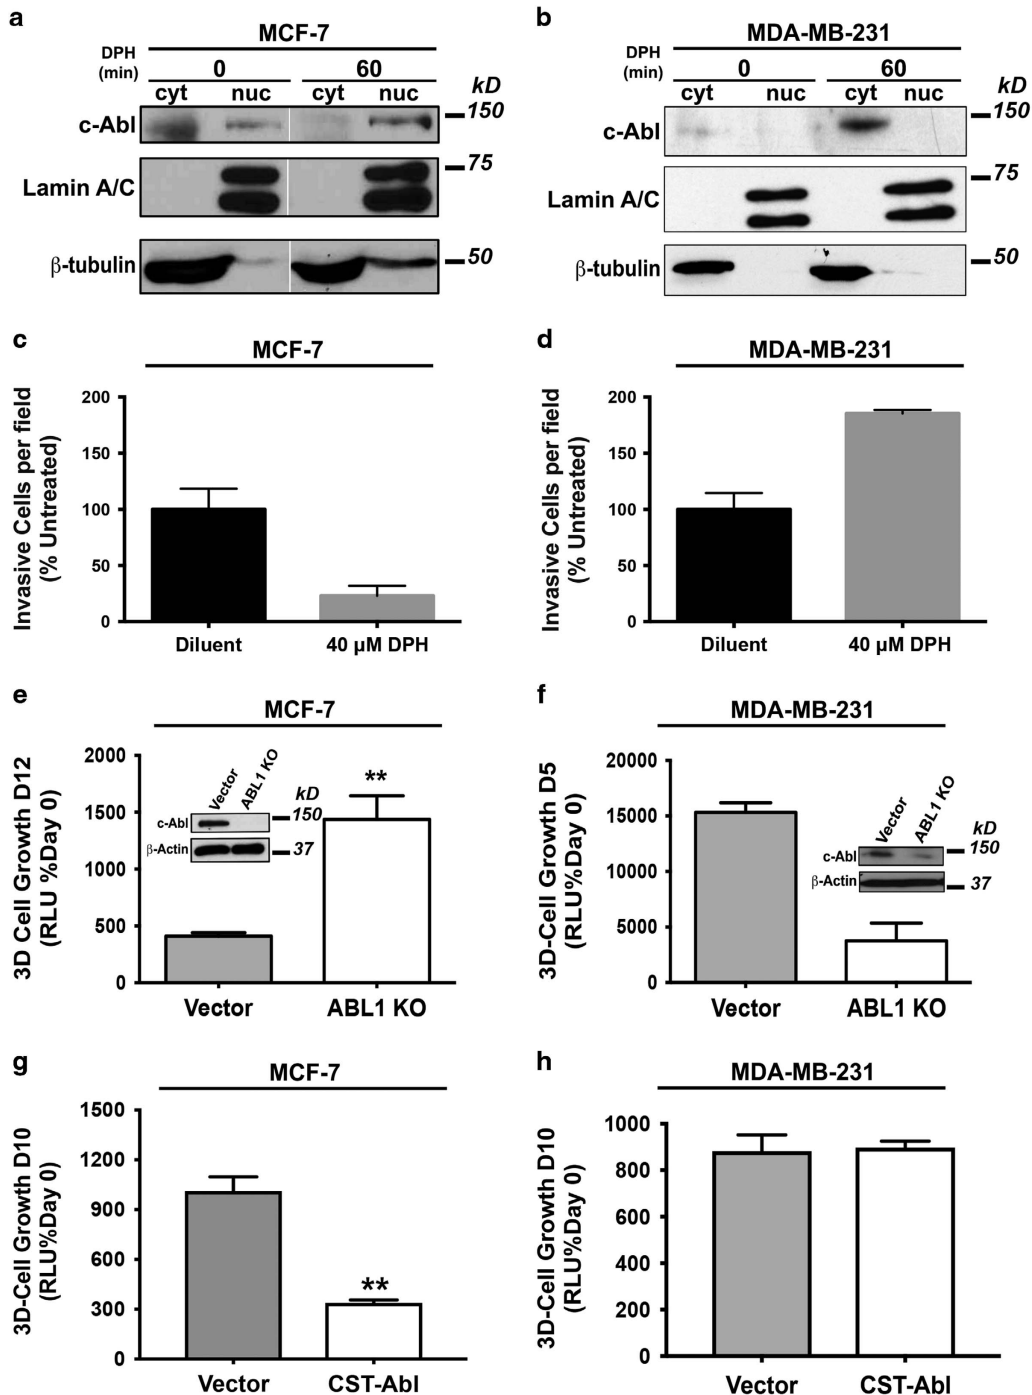 a
MCF-7
DPH
(min)
0
60
kD
cyt
nuc
cyt
nuc
150
c-Abl
75
Lamin A/C
50
β-tubulin
b
MDA-MB-231
DPH
(min)
0
60
kD
cyt
nuc
cyt
nuc
150
c-Abl
75
Lamin A/C
50
β-tubulin
c
MCF-7
Invasive Cells per field
(% Untreated)
200
150
100
50
0
Diluent
40 µM DPH
d
MDA-MB-231
Invasive Cells per field
(% Untreated)
200
150
100
50
0
Diluent
40 µM DPH
e
MCF-7
3D Cell Growth D12
(RLU %Day 0)
2000
1500
1000
500
0
Vector
ABL1 KO
kD
c-Abl
150
β-Actin
37
**
Vector
ABL1 KO
f
MDA-MB-231
3D-Cell Growth D5
(RLU%Day 0)
20000
15000
10000
5000
0
Vector
ABL1 KO
kD
c-Abl
150
β-Actin
37
Vector
ABL1 KO
g
MCF-7
3D-Cell Growth D10
(RLU%Day 0)
1500
1200
900
600
300
0
**
Vector
CST-Abl
h
MDA-MB-231
3D-Cell Growth D10
(RLU%Day 0)
1000
800
600
400
200
0
Vector
CST-Abl